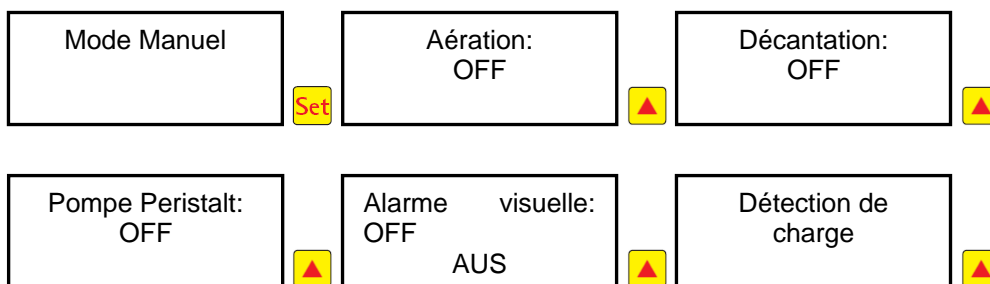 Mode Manuel
Set
Aération:
OFF
Décantation:
OFF
Pompe Peristalt:
OFF
Alarme visuelle:
OFF
AUS
Détection de
charge